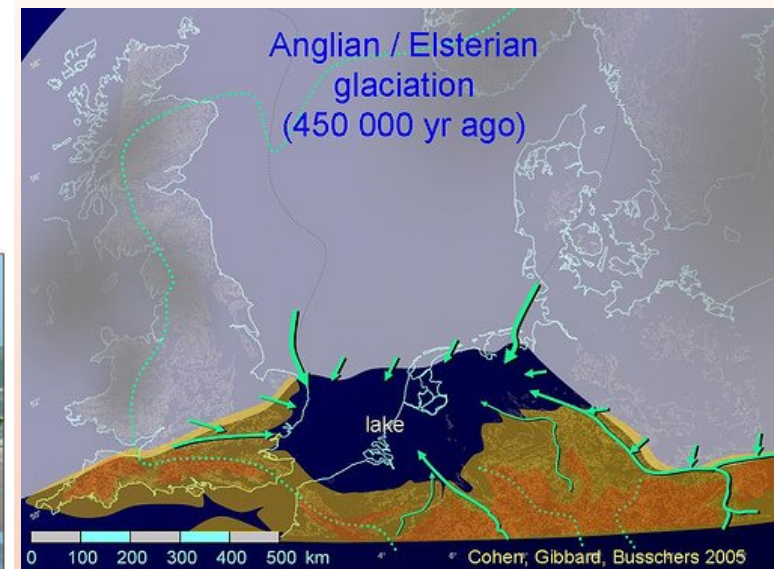 Anglian / Elsterian
glaciation
(450 000 yr ago)
lake
0 100 200 300 400 500 km
Cohen, Gibbard, Busschers 2005